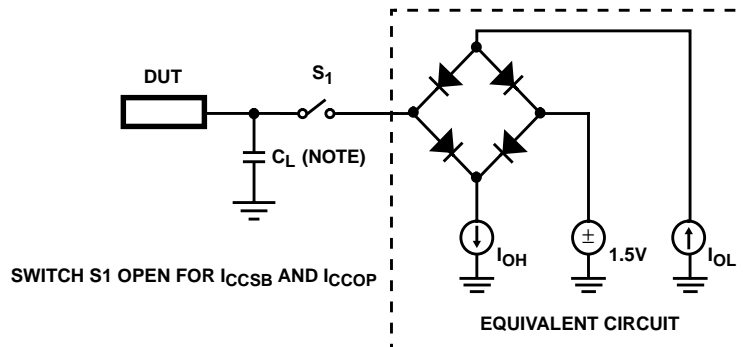 DUT
S1
CL (NOTE)
IOH
±
1.5V
IOL
SWITCH S1 OPEN FOR ICCSB AND ICCOP
EQUIVALENT CIRCUIT